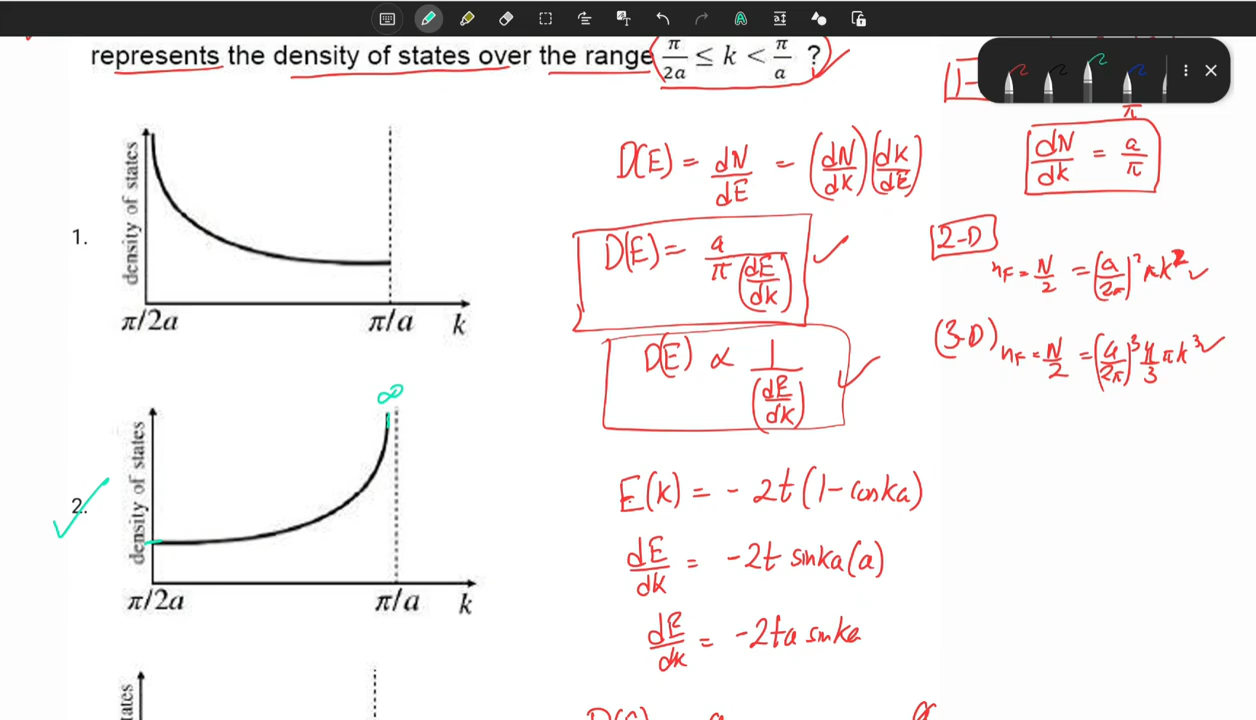 represents the density of states over the range π/2a ≤ k < π/a ?
1.
density of states
π/2a
π/a
k
∞
2.
density of states
π/2a
π/a
k
D(E) = dN/dE = (dN/dk)(dk/dE)
D(E) = a/π(dE/dk)
D(E) ∝ 1/(dE/dk)
E(k) = -2t(1-coska)
dE/dk = -2t sinka(a)
dE/dk = -2ta sinka
π
dN/dk = a/π
2-D
nF = N/2 = (a/2π)² πk²
(3-D)
nF = N/2 = (a/2π)³ 4/3 πk³